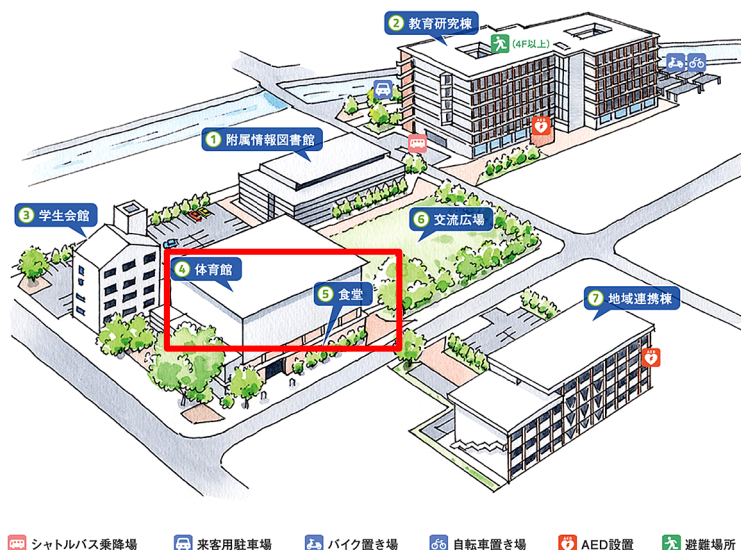 ② 教育研究棟
(4F以上)
① 附属情報図書館
③ 学生会館
⑥ 交流広場
④ 体育館
⑤ 食堂
⑦ 地域連携棟
AED
AED
シャトルバス乗降場
来客用駐車場
バイク置き場
自転車置き場
AED設置
避難場所